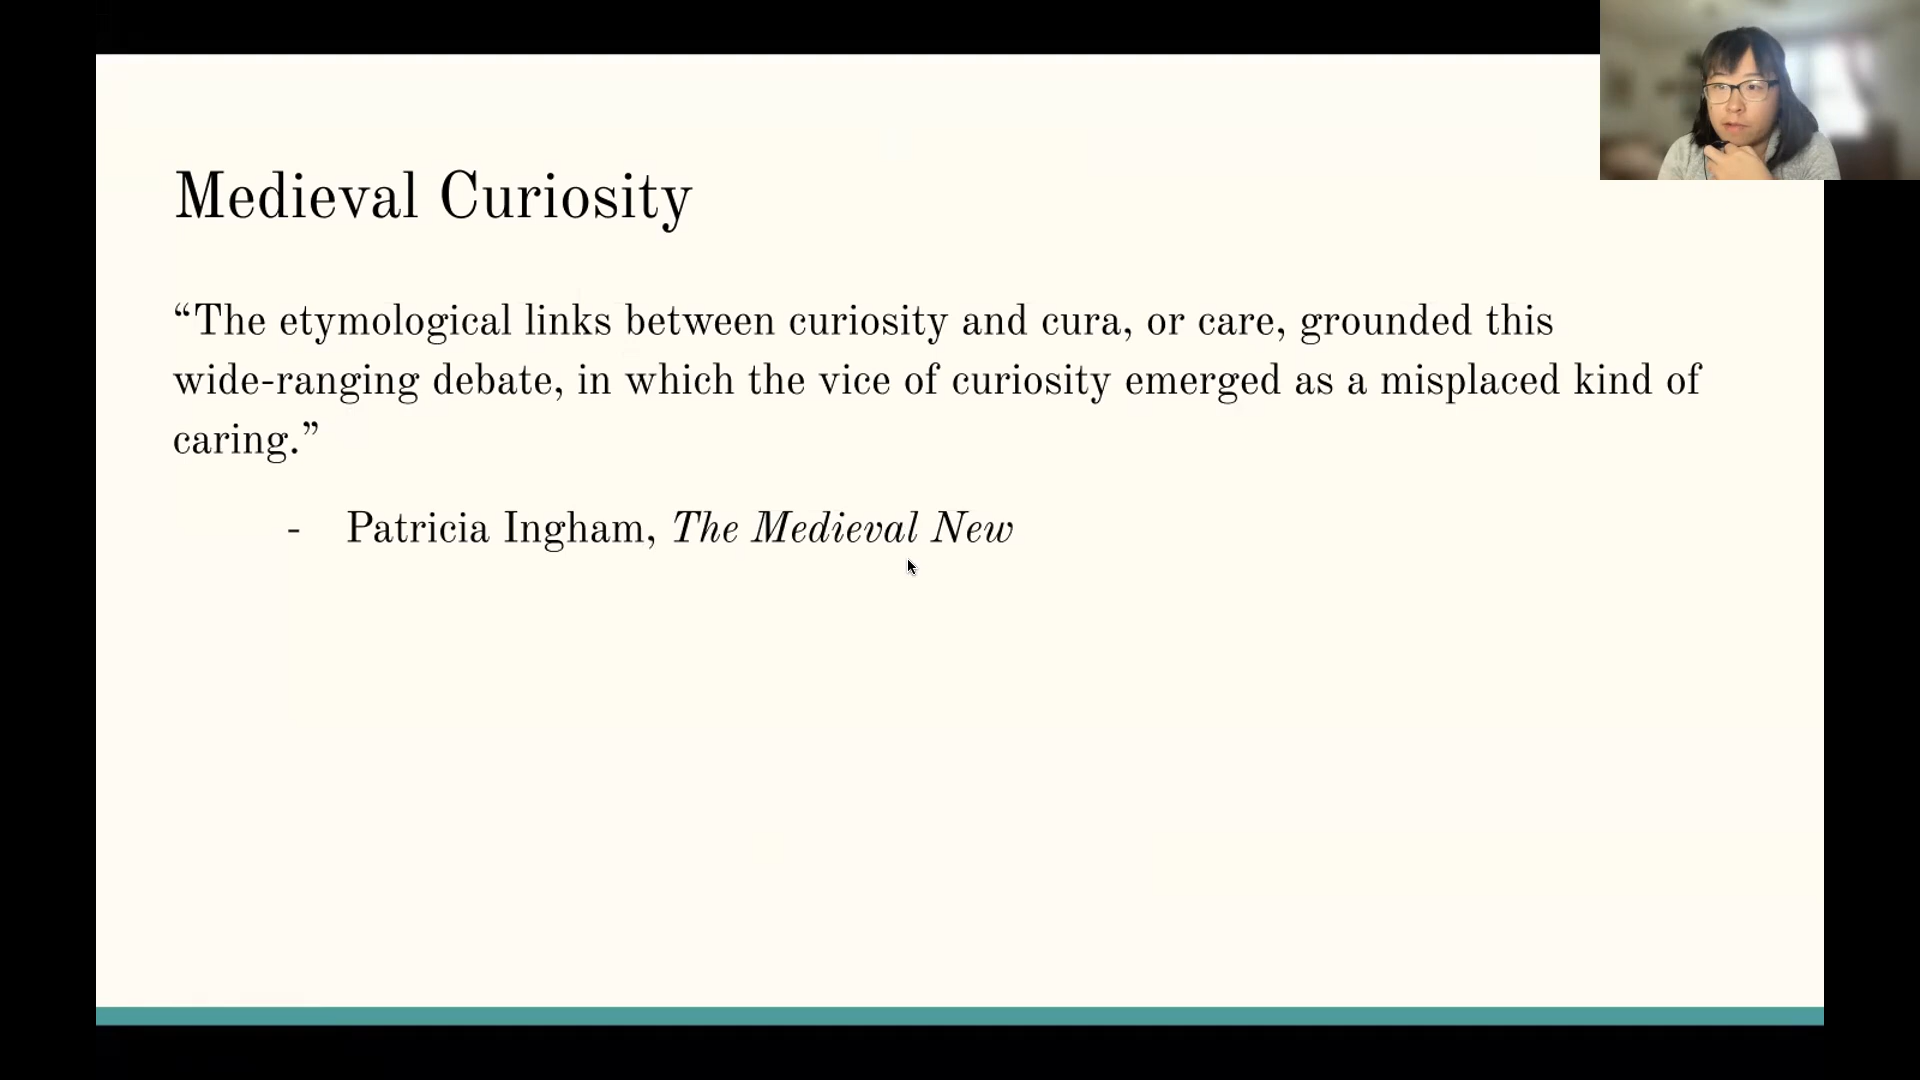 Medieval Curiosity
“The etymological links between curiosity and cura, or care, grounded this
wide-ranging debate, in which the vice of curiosity emerged as a misplaced kind of
caring.”
- Patricia Ingham, The Medieval New